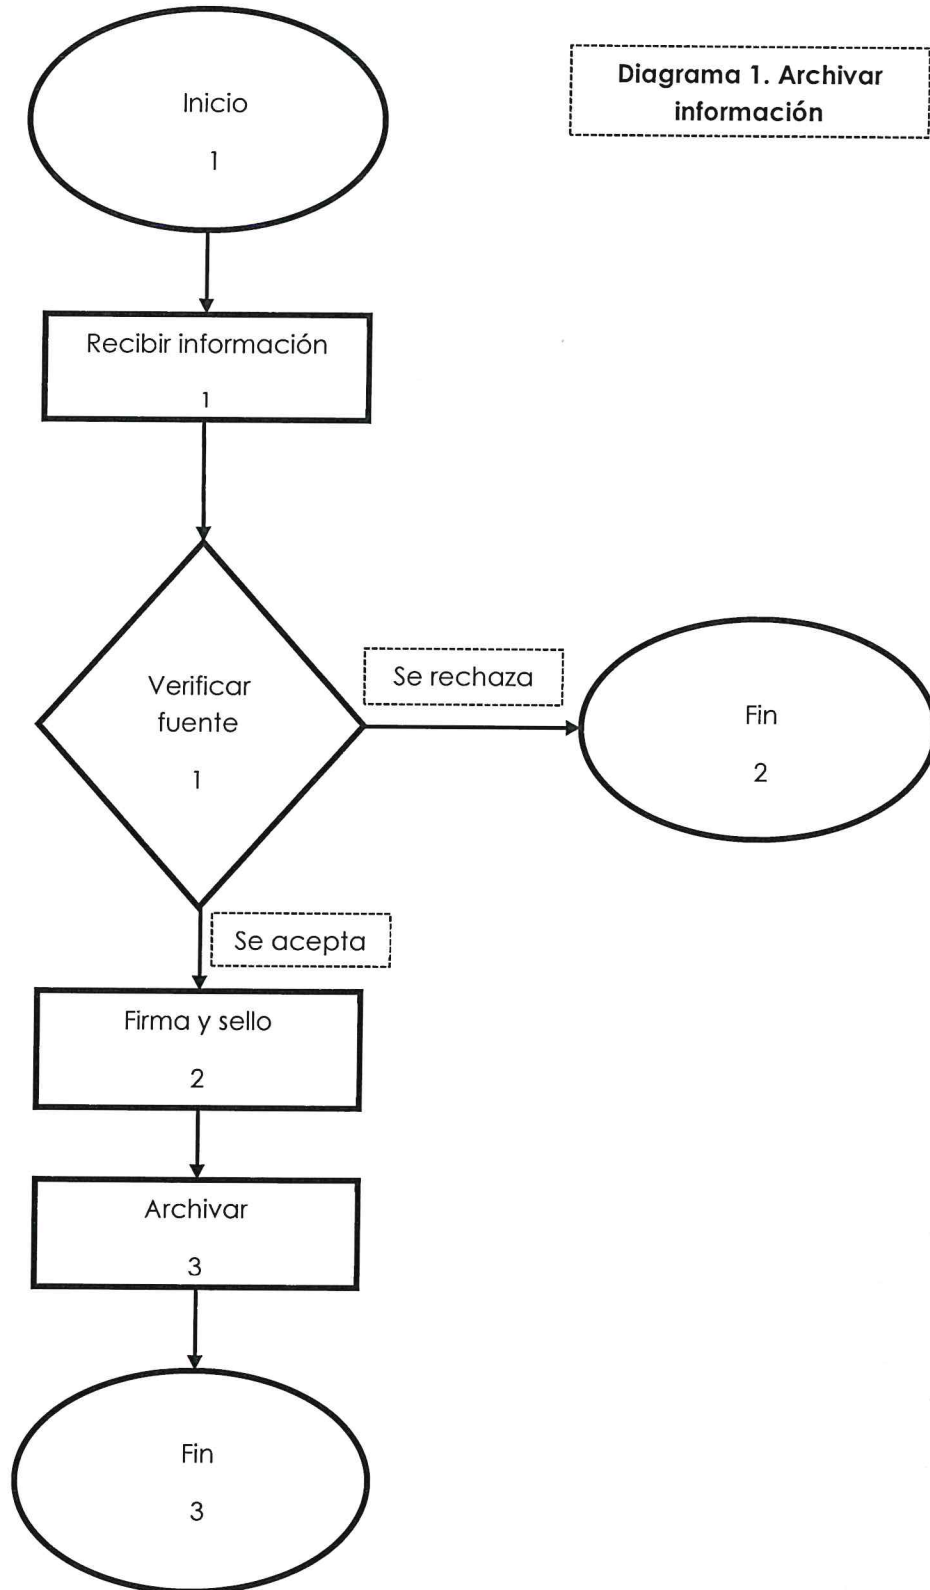 Diagrama 1. Archivar
información
Inicio
1
Recibir información
1
Verificar
fuente
1
Se rechaza
Fin
2
Se acepta
Firma y sello
2
Archivar
3
Fin
3